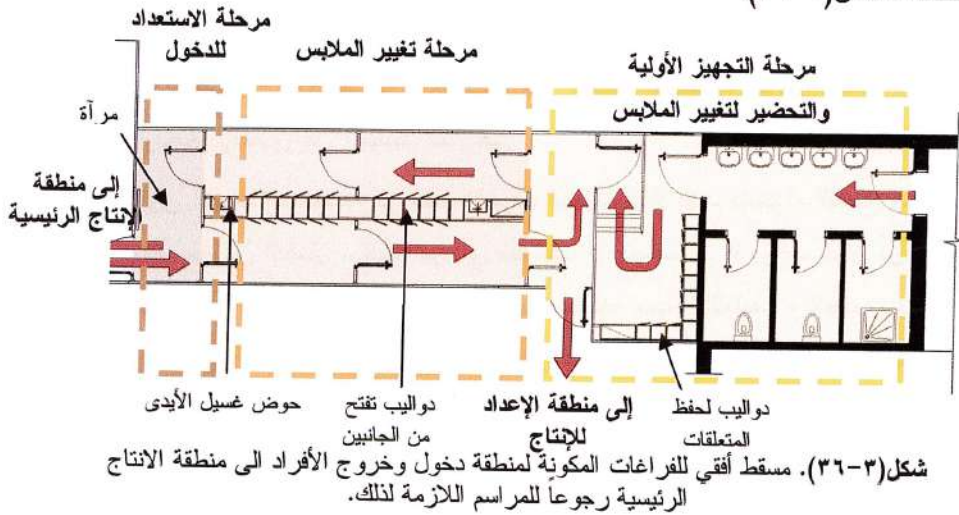 مرحلة الاستعداد
للدخول
مرحلة تغيير الملابس
مرحلة التجهيز الأولية
والتحضير لتغيير الملابس
مرآة
إلى منطقة
الإنتاج الرئيسية
حوض غسيل الأيدى
دواليب تفتح
من الجانبين
إلى منطقة الإعداد
للإنتاج
دواليب لحفظ
المتعلقات
شكل(٣-٣٦). مسقط أفقي للفراغات المكونة لمنطقة دخول وخروج الأفراد الى منطقة الانتاج
الرئيسية رجوعاً للمراسم اللازمة لذلك.